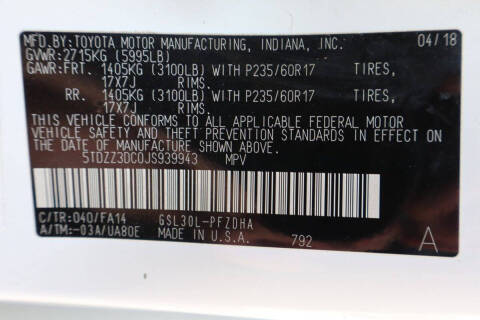 MFD.BY:TOYOTA MOTOR MANUFACTURING, INDIANA, INC. 04/18
GVWR:2715KG (5995LB)
GAWR:FRT. 1405KG (3100LB) WITH P235/60R17 TIRES,
17X7J RIMS.
RR. 1405KG (3100LB) WITH P235/60R17 TIRES,
17X7J RIMS.
THIS VEHICLE CONFORMS TO ALL APPLICABLE FEDERAL MOTOR
VEHICLE SAFETY AND THEFT PREVENTION STANDARDS IN EFFECT ON
THE DATE OF MANUFACTURE SHOWN ABOVE.
5TDZZ3DC0JS939943 MPV
C/TR:040/FA14 GSL30L-PFZDHA
A/TM:-03A/UA80E MADE IN U.S.A. 792 A